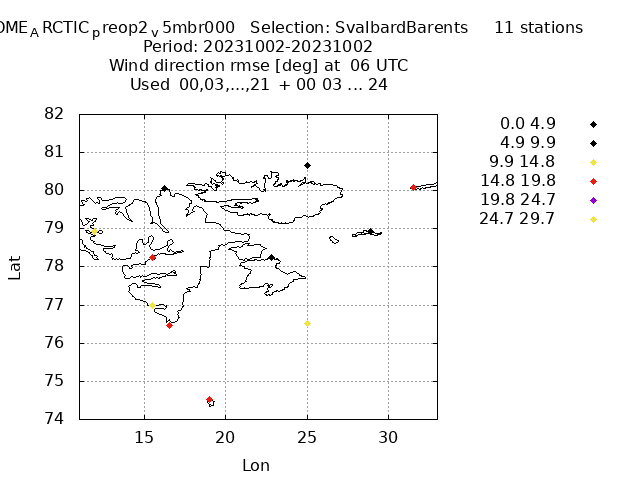 OME A RCTIC p reop2 v 5mbr000 Selection: SvalbardBarents 11 stations
Period: 20231002-20231002
Wind direction rmse [deg] at 06 UTC
Used 00,03,...,21 + 00 03 ... 24
82
81
80
79
78
77
76
75
74
15 20 25 30
Lat
Lon
0.0 4.9
4.9 9.9
9.9 14.8
14.8 19.8
19.8 24.7
24.7 29.7